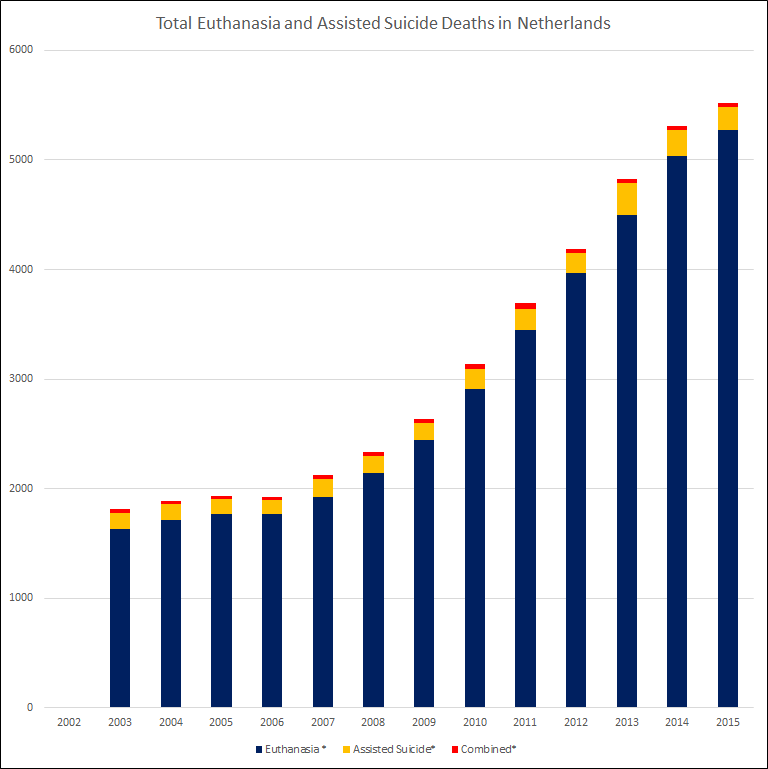 Total Euthanasia and Assisted Suicide Deaths in Netherlands
6000
5000
4000
3000
2000
1000
0
2002 2003 2004 2005 2006 2007 2008 2009 2010 2011 2012 2013 2014 2015
Euthanasia * Assisted Suicide* Combined*